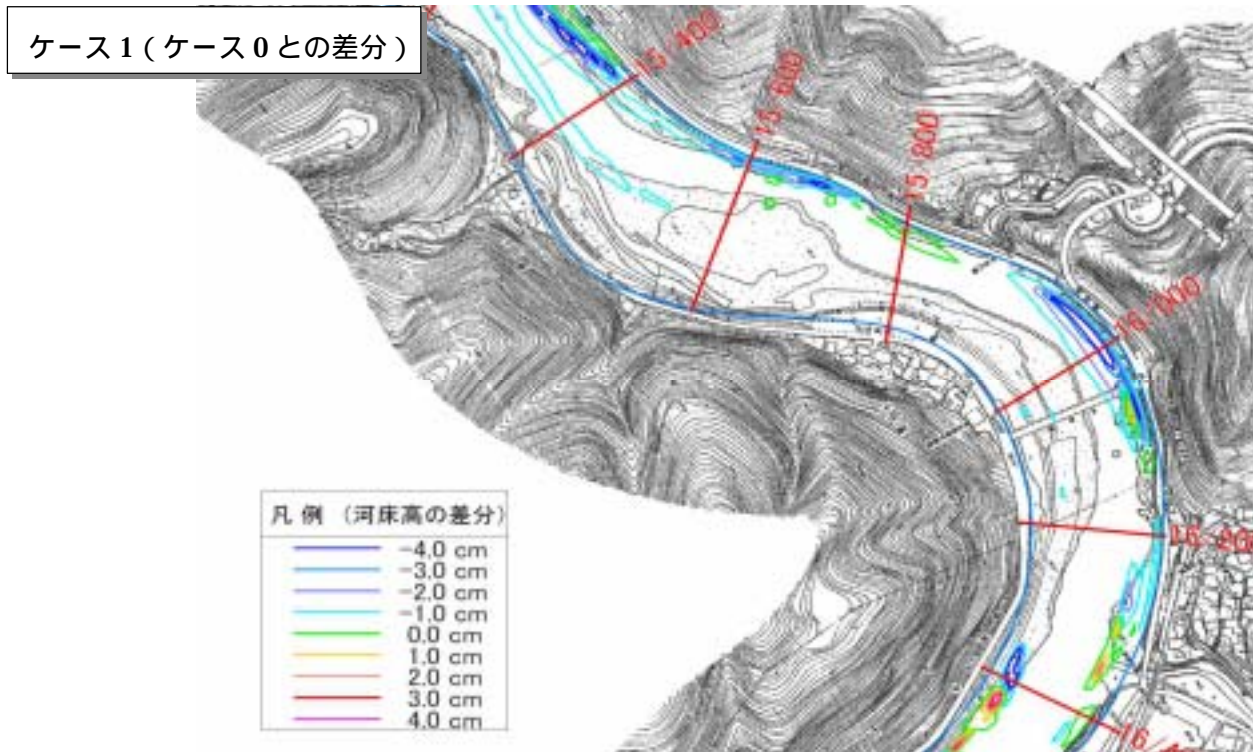 ケース1(ケース0との差分)
15/400
15/600
15/800
16/000
16/200
凡例 (河床高の差分)
-4.0 cm
-3.0 cm
-2.0 cm
-1.0 cm
0.0 cm
1.0 cm
2.0 cm
3.0 cm
4.0 cm